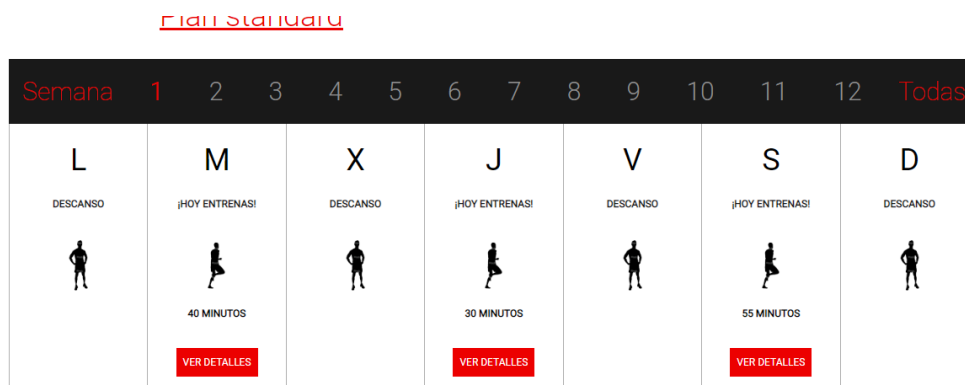 Plan Standard
Semana 1 2 3 4 5 6 7 8 9 10 11 12 Todas
L M X J V S D
DESCANSO ¡HOY ENTRENAS! DESCANSO ¡HOY ENTRENAS! DESCANSO ¡HOY ENTRENAS! DESCANSO
40 MINUTOS 30 MINUTOS 55 MINUTOS
VER DETALLES VER DETALLES VER DETALLES